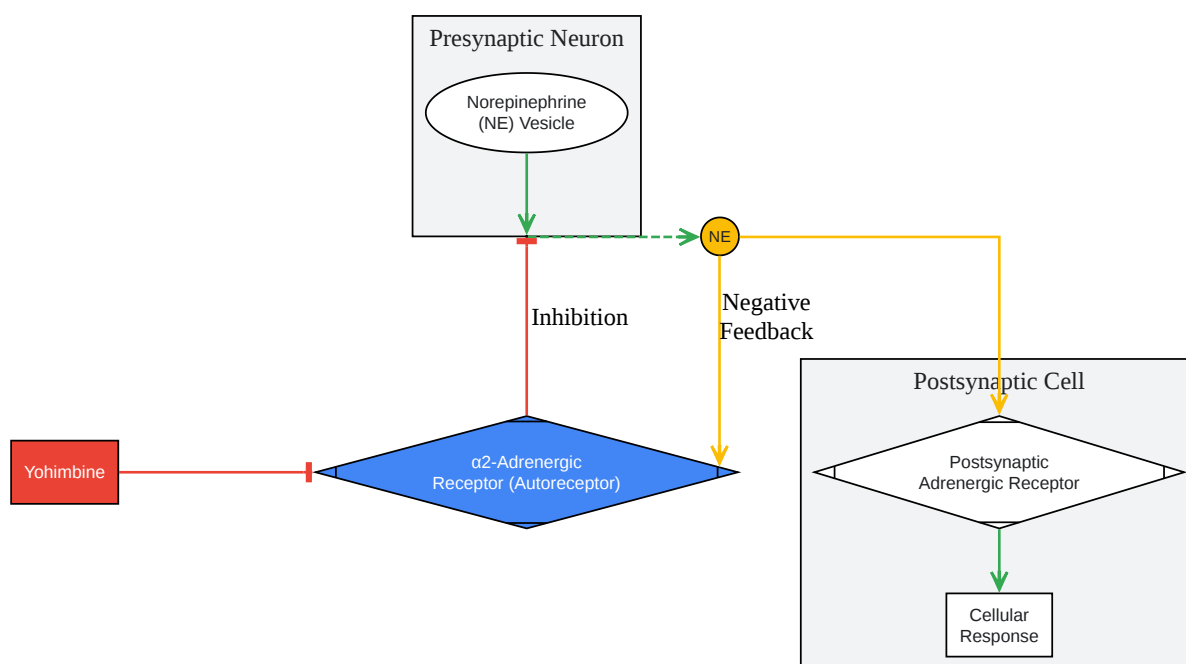 Presynaptic Neuron
Norepinephrine
(NE) Vesicle
NE
Inhibition
Negative
Feedback
Postsynaptic Cell
Yohimbine
α2-Adrenergic
Receptor (Autoreceptor)
Postsynaptic
Adrenergic Receptor
Cellular
Response